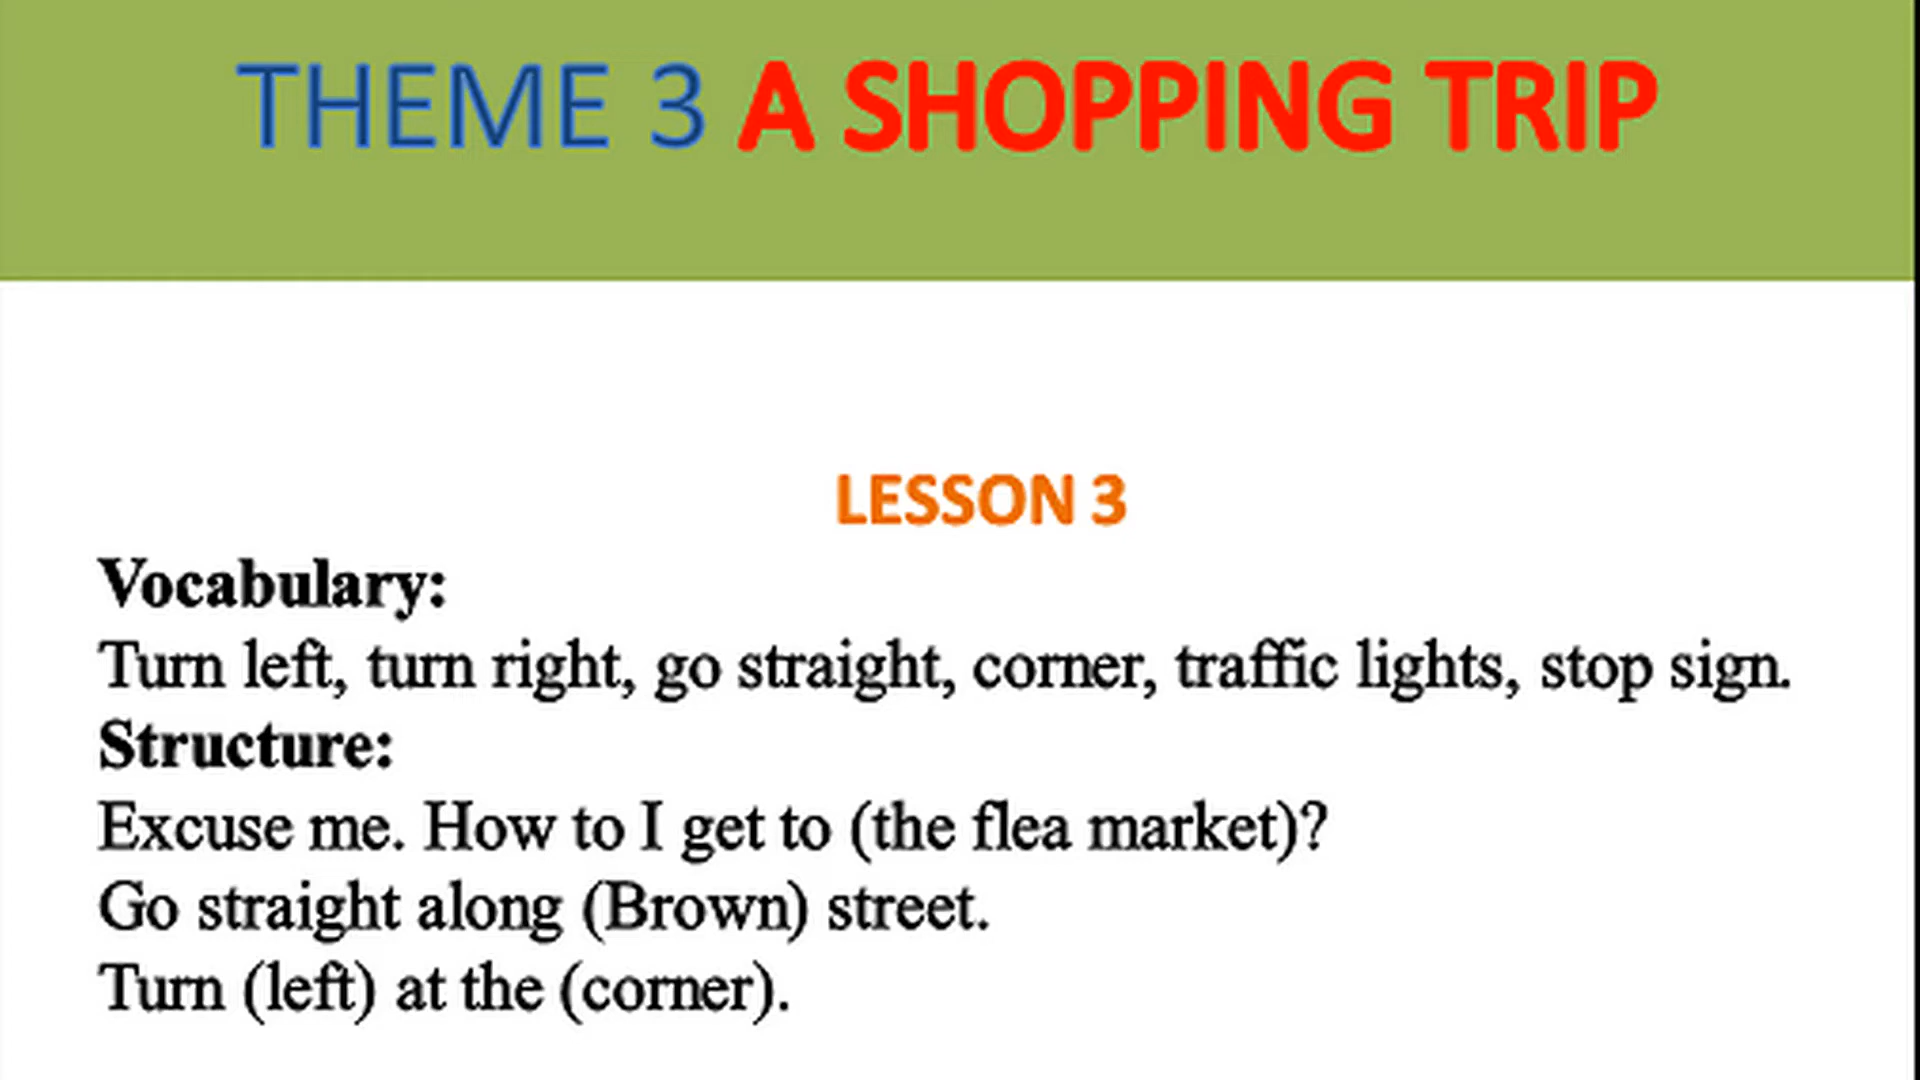 THEME 3 A SHOPPING TRIP
LESSON 3
Vocabulary:
Turn left, turn right, go straight, corner, traffic lights, stop sign.
Structure:
Excuse me. How to I get to (the flea market)?
Go straight along (Brown) street.
Turn (left) at the (corner).